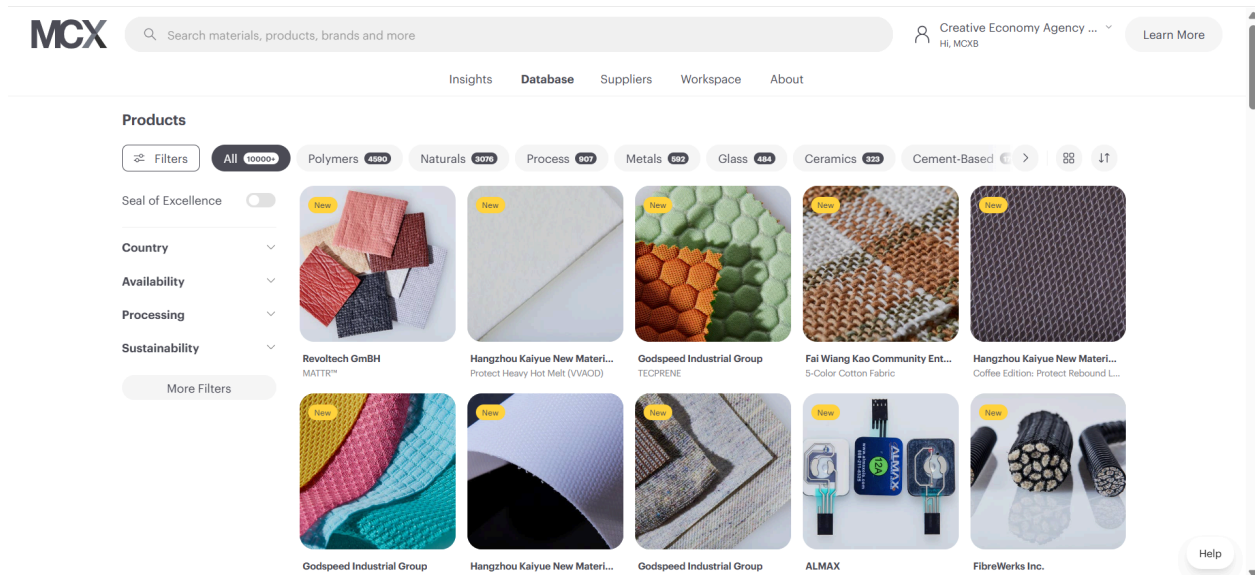 MCX
Search materials, products, brands and more
Creative Economy Agency ...
Hi, MCXB
Learn More
Insights
Database
Suppliers
Workspace
About
Products
Filters
All 10000+
Polymers 4590
Naturals 3076
Process 907
Metals 592
Glass 484
Ceramics 323
Cement-Based
Seal of Excellence
Country
Availability
Processing
Sustainability
More Filters
New
New
New
New
New
Revoltech GmBH
MATTR™
Hangzhou Kaiyue New Materi...
Protect Heavy Hot Melt (VVAOD)
Godspeed Industrial Group
TECPRENE
Fai Wiang Kao Community Ent...
5-Color Cotton Fabric
Hangzhou Kaiyue New Materi...
Coffee Edition: Protect Rebound L...
New
New
New
New
New
12A
ALMAX
Godspeed Industrial Group
Hangzhou Kaiyue New Materi...
Godspeed Industrial Group
ALMAX
FibreWerks Inc.
Help